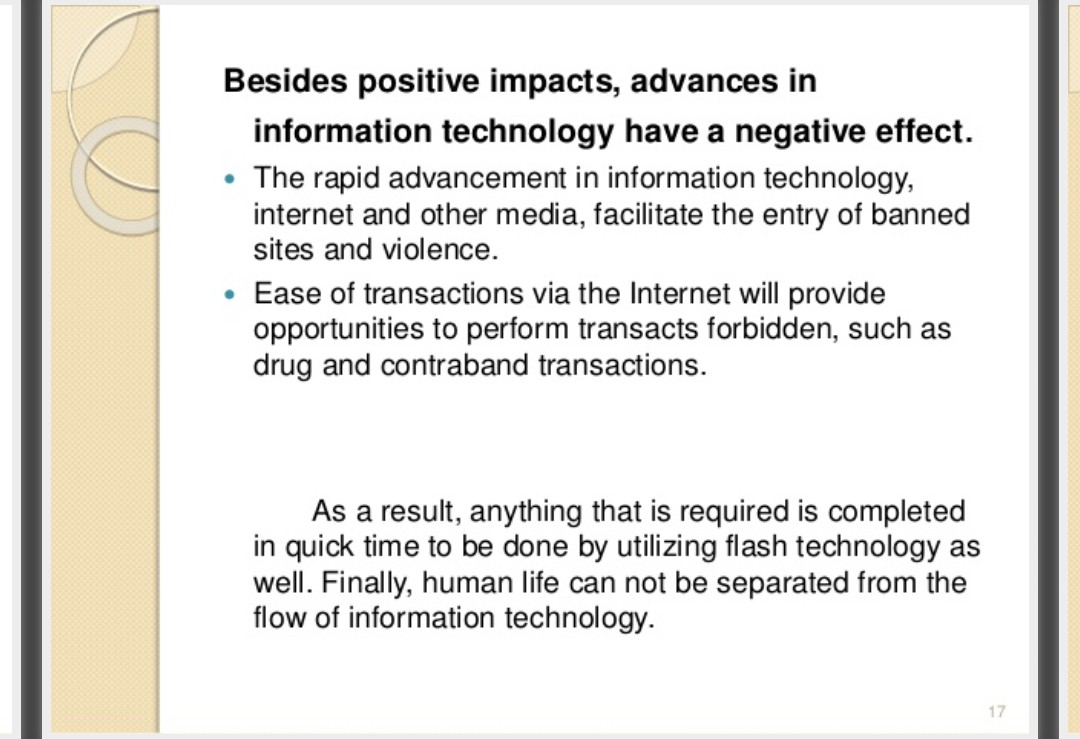 Besides positive impacts, advances in
information technology have a negative effect.
• The rapid advancement in information technology,
internet and other media, facilitate the entry of banned
sites and violence.
• Ease of transactions via the Internet will provide
opportunities to perform transacts forbidden, such as
drug and contraband transactions.
As a result, anything that is required is completed
in quick time to be done by utilizing flash technology as
well. Finally, human life can not be separated from the
flow of information technology.
17